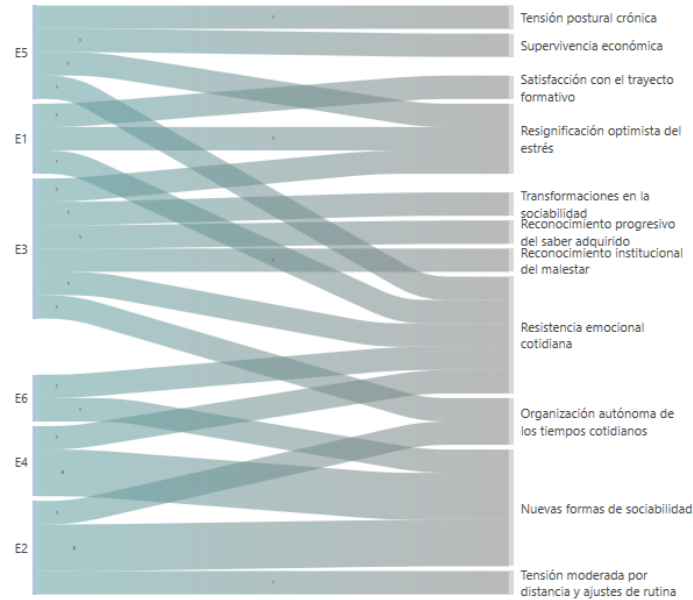 Tensión postural crónica
E5
Supervivencia económica
Satisfacción con el trayecto
formativo
E1
Resignificación optimista del
estrés
Transformaciones en la
sociabilidad
Reconocimiento progresivo
del saber adquirido
E3
Reconocimiento institucional
del malestar
Resistencia emocional
cotidiana
E6
Organización autónoma de
los tiempos cotidianos
E4
Nuevas formas de sociabilidad
E2
Tensión moderada por
distancia y ajustes de rutina